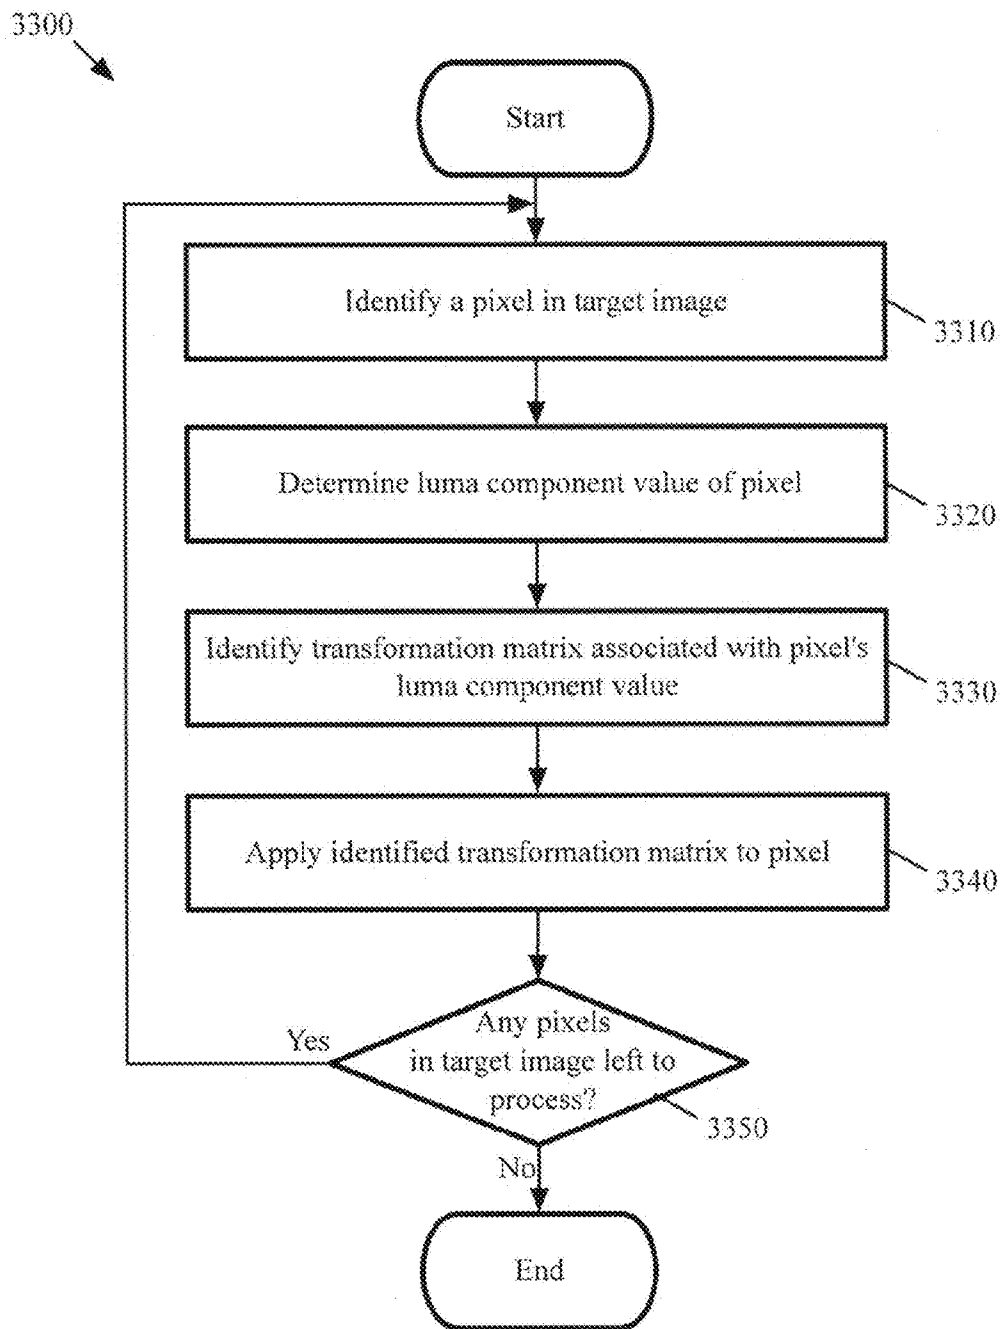 3300
Start
Identify a pixel in target image
3310
Determine luma component value of pixel
3320
Identify transformation matrix associated with pixel's
luma component value
3330
Apply identified transformation matrix to pixel
3340
Any pixels
in target image left to
process?
Yes
3350
No
End